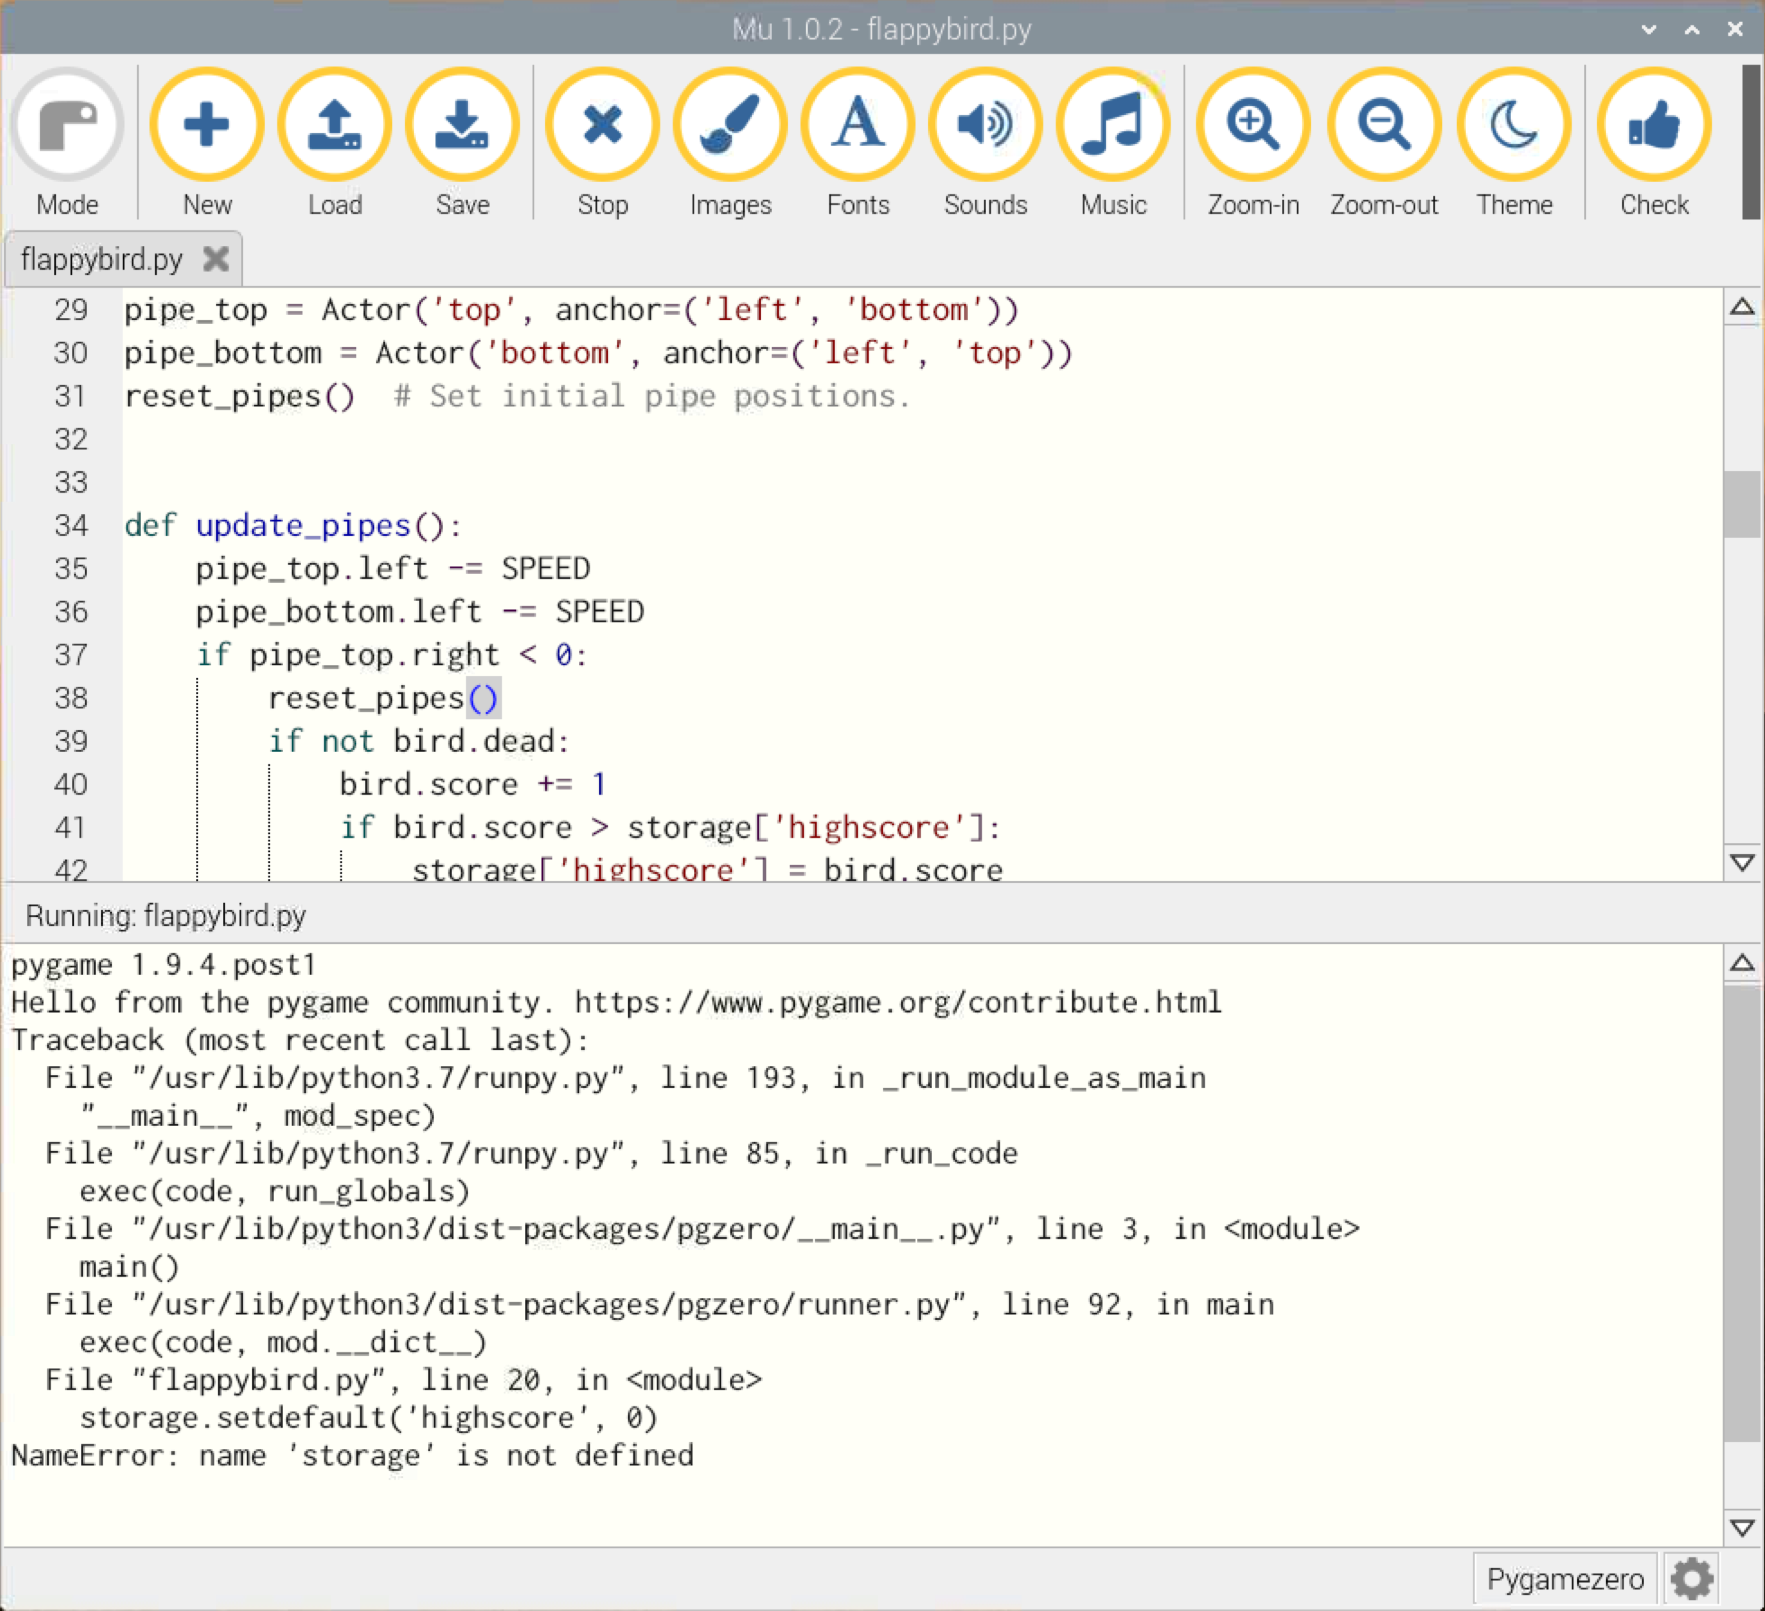 Mu 1.0.2 - flappybird.py
Mode New Load Save Stop Images Fonts Sounds Music Zoom-in Zoom-out Theme Check
flappybird.py
29 pipe_top = Actor('top', anchor=('left', 'bottom'))
30 pipe_bottom = Actor('bottom', anchor=('left', 'top'))
31 reset_pipes()  # Set initial pipe positions.
32
33
34 def update_pipes():
35     pipe_top.left -= SPEED
36     pipe_bottom.left -= SPEED
37     if pipe_top.right < 0:
38         reset_pipes()
39         if not bird.dead:
40             bird.score += 1
41             if bird.score > storage['highscore']:
42                 storage['highscore'] = bird.score
Running: flappybird.py
pygame 1.9.4.post1
Hello from the pygame community. https://www.pygame.org/contribute.html
Traceback (most recent call last):
  File "/usr/lib/python3.7/runpy.py", line 193, in _run_module_as_main
    "__main__", mod_spec)
  File "/usr/lib/python3.7/runpy.py", line 85, in _run_code
    exec(code, run_globals)
  File "/usr/lib/python3/dist-packages/pgzero/__main__.py", line 3, in <module>
    main()
  File "/usr/lib/python3/dist-packages/pgzero/runner.py", line 92, in main
    exec(code, mod.__dict__)
  File "flappybird.py", line 20, in <module>
    storage.setdefault('highscore', 0)
NameError: name 'storage' is not defined
Pygamezero